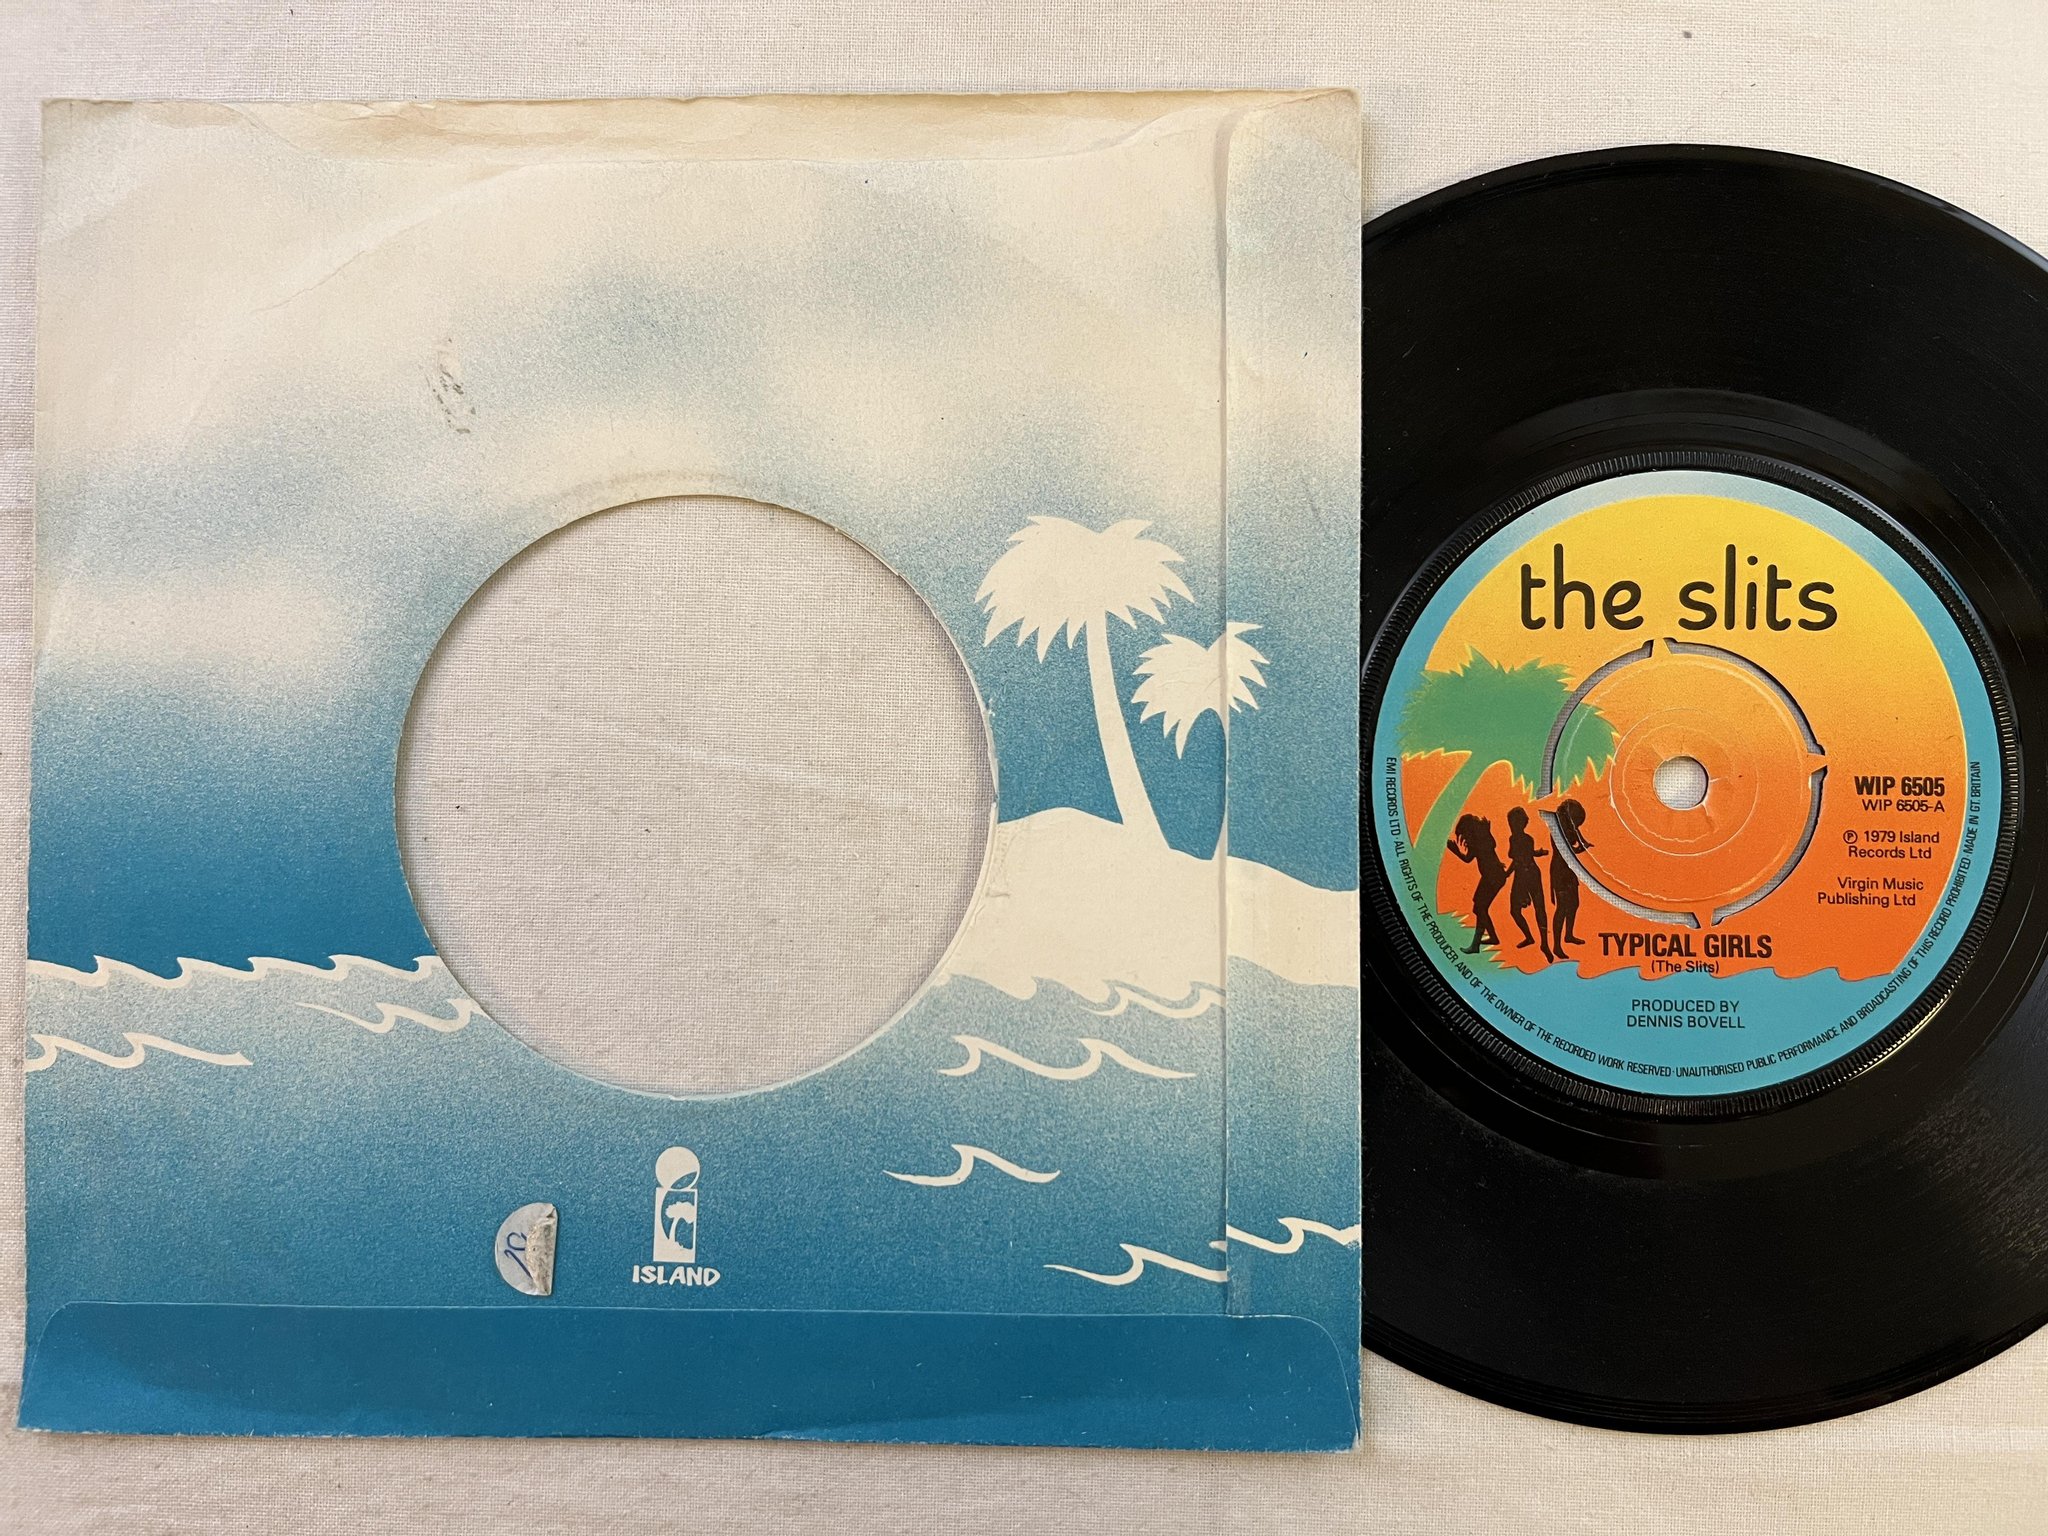 ISLAND
the slits
WIP 6505
WIP 6505-A
℗ 1979 Island
Records Ltd
Virgin Music
Publishing Ltd
TYPICAL GIRLS
(The Slits)
PRODUCED BY
DENNIS BOVELL
EMI RECORDS LTD · ALL RIGHTS OF THE PRODUCER AND OF THE OWNER OF THE RECORDED WORK RESERVED · UNAUTHORISED PUBLIC PERFORMANCE AND BROADCASTING OF THIS RECORD PROHIBITED MADE IN GT. BRITAIN